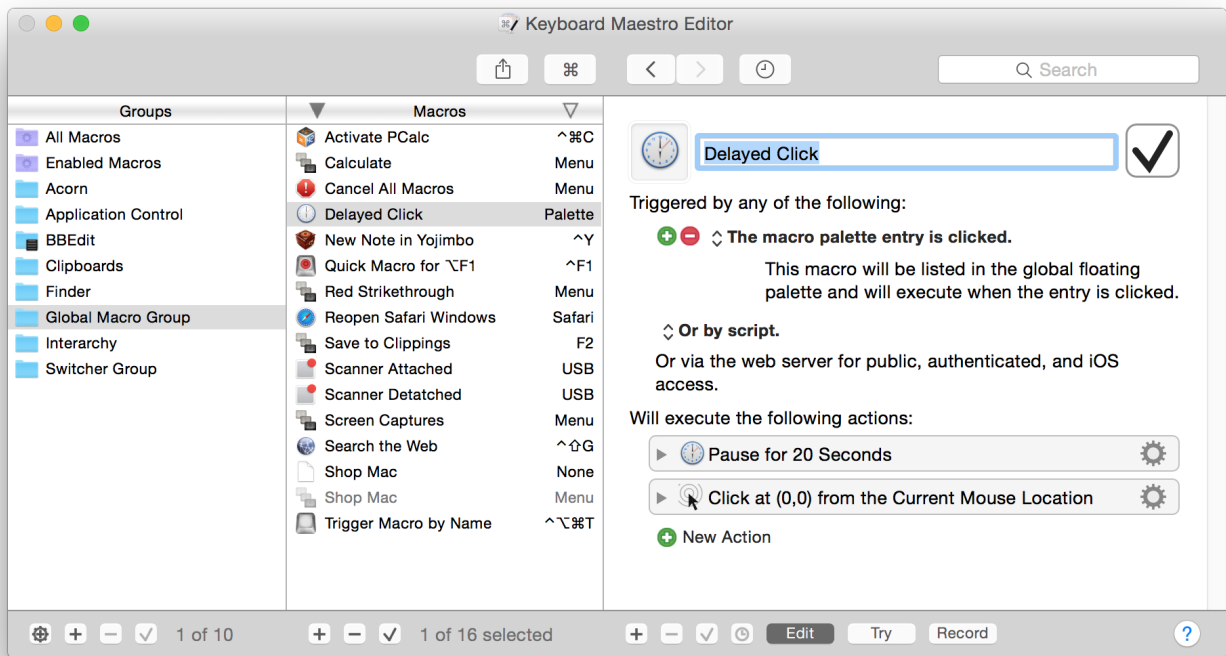 Keyboard Maestro Editor
⌘
Search
Groups
All Macros
Enabled Macros
Acorn
Application Control
BBEdit
Clipboards
Finder
Global Macro Group
Interarchy
Switcher Group
1 of 10
Macros
Activate PCalc ^⌘C
Calculate Menu
Cancel All Macros Menu
Delayed Click Palette
New Note in Yojimbo ^Y
Quick Macro for ⌥F1 ^F1
Red Strikethrough Menu
Reopen Safari Windows Safari
Save to Clippings F2
Scanner Attached USB
Scanner Detatched USB
Screen Captures Menu
Search the Web ^⇧G
Shop Mac None
Shop Mac Menu
Trigger Macro by Name ^⌥⌘T
1 of 16 selected
Delayed Click
Triggered by any of the following:
The macro palette entry is clicked.
This macro will be listed in the global floating
palette and will execute when the entry is clicked.
Or by script.
Or via the web server for public, authenticated, and iOS
access.
Will execute the following actions:
Pause for 20 Seconds
Click at (0,0) from the Current Mouse Location
New Action
Edit Try Record ?